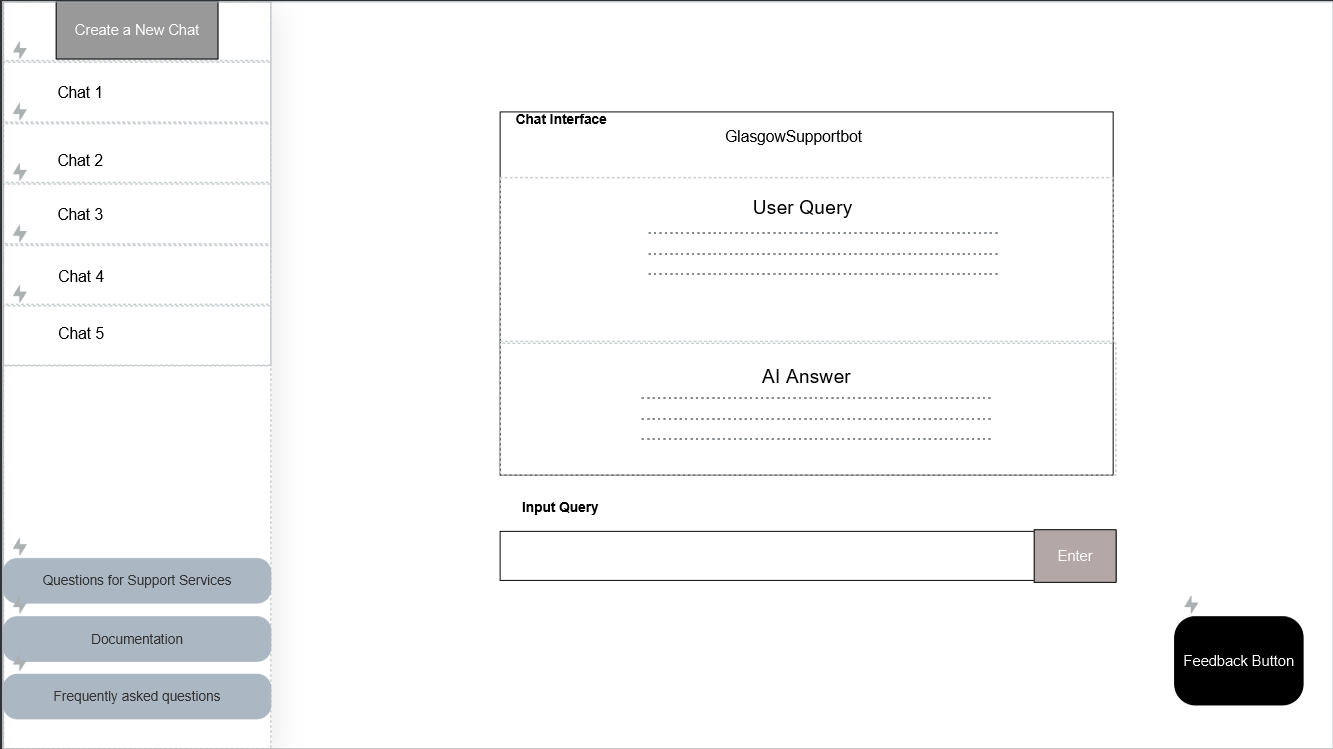 Create a New Chat
Chat 1
Chat 2
Chat 3
Chat 4
Chat 5
Questions for Support Services
Documentation
Frequently asked questions
Chat Interface
GlasgowSupportbot
User Query
AI Answer
Input Query
Enter
Feedback Button